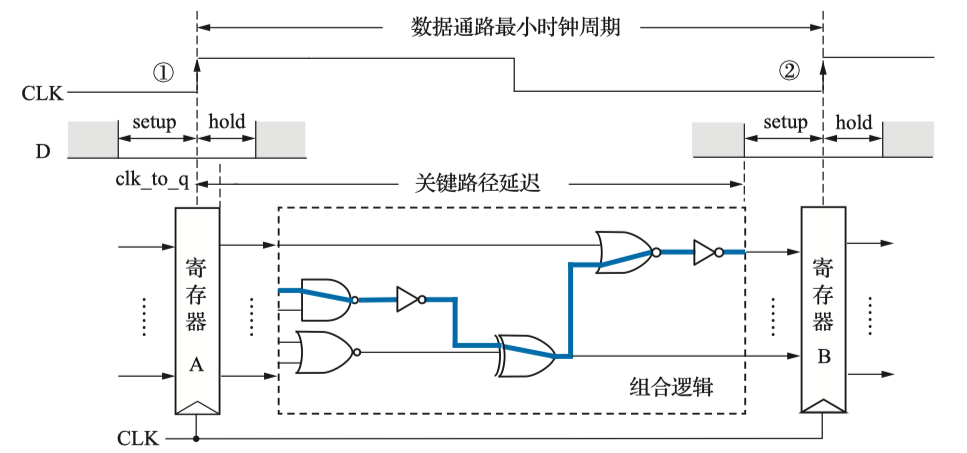 数据通路最小时钟周期
① ②
CLK
setup hold setup hold
D
clk_to_q 关键路径延迟
寄存器 A
寄存器 B
组合逻辑
CLK